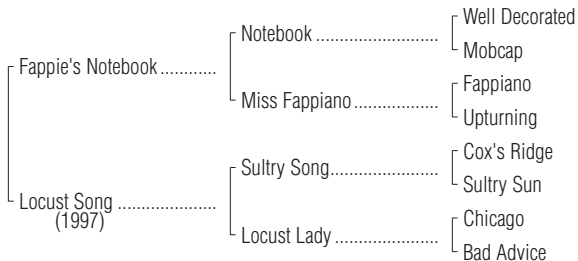 Well Decorated
Notebook ..........................
Mobcap
Fappie's Notebook ............
Fappiano
Miss Fappiano ..................
Upturning
Cox's Ridge
Sultry Song.......................
Sultry Sun
Locust Song .....................
(1997)
Chicago
Locust Lady ......................
Bad Advice